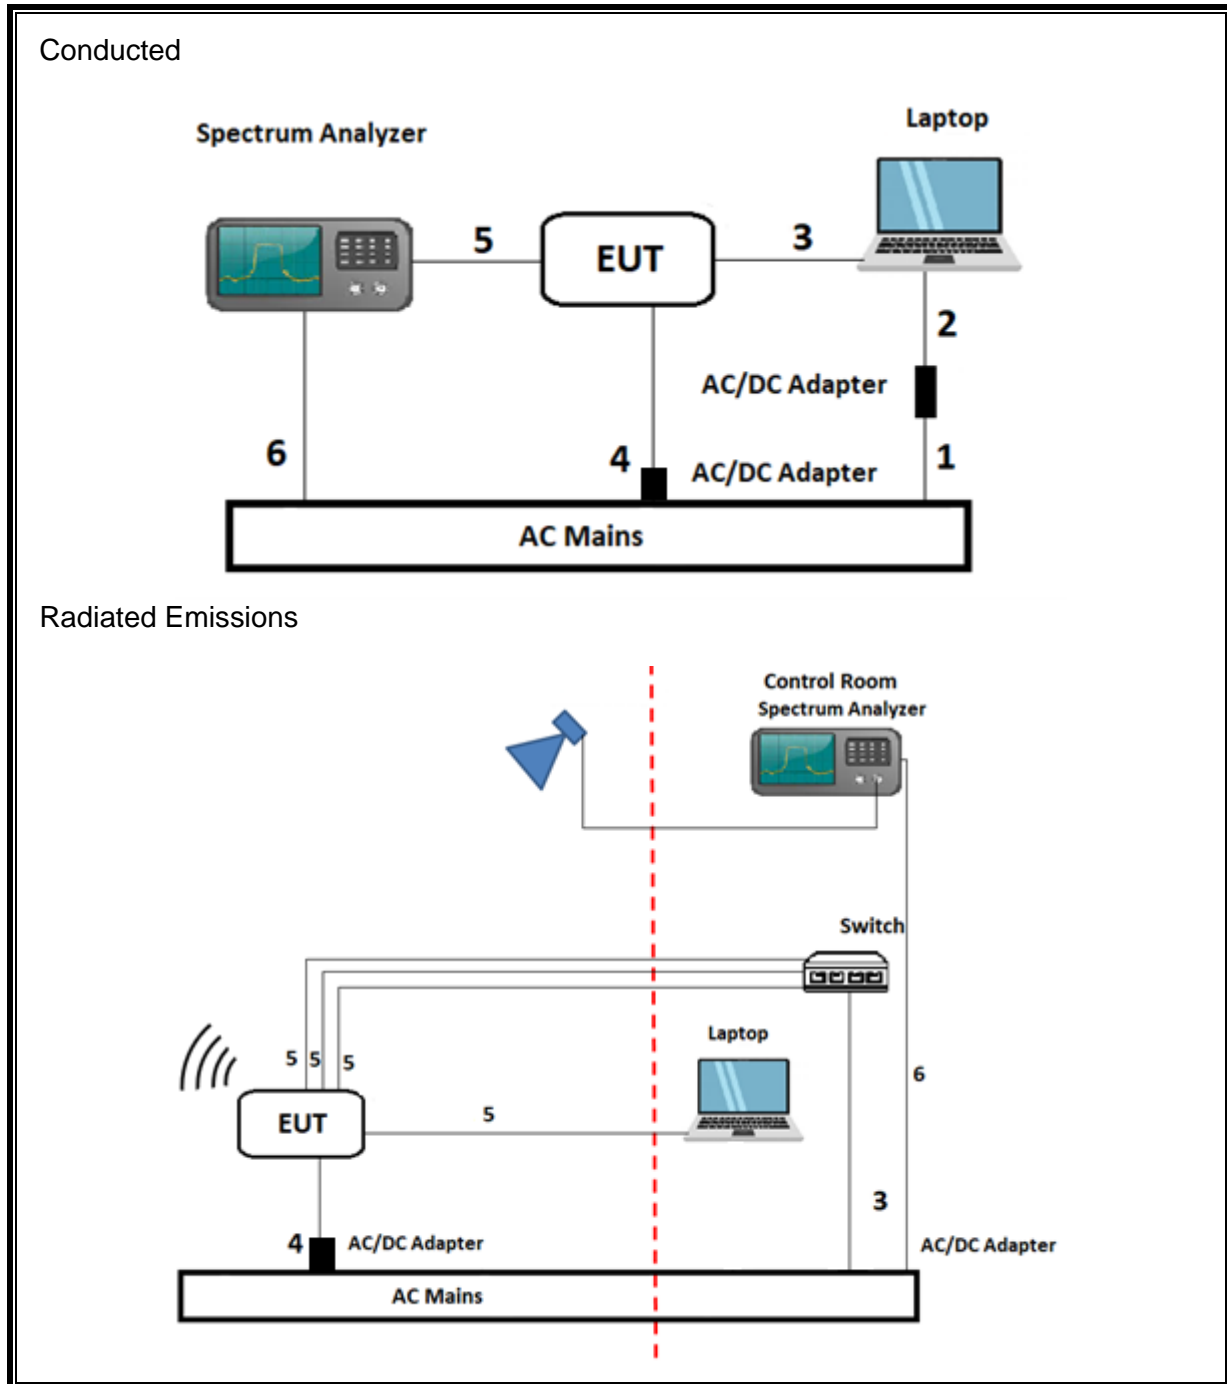 Conducted
Laptop
Spectrum Analyzer
5
EUT
3
2
AC/DC Adapter
6
4
AC/DC Adapter
1
AC Mains
Radiated Emissions
Control Room
Spectrum Analyzer
Switch
Laptop
5 5 5
6
EUT
5
3
4
AC/DC Adapter
AC/DC Adapter
AC Mains